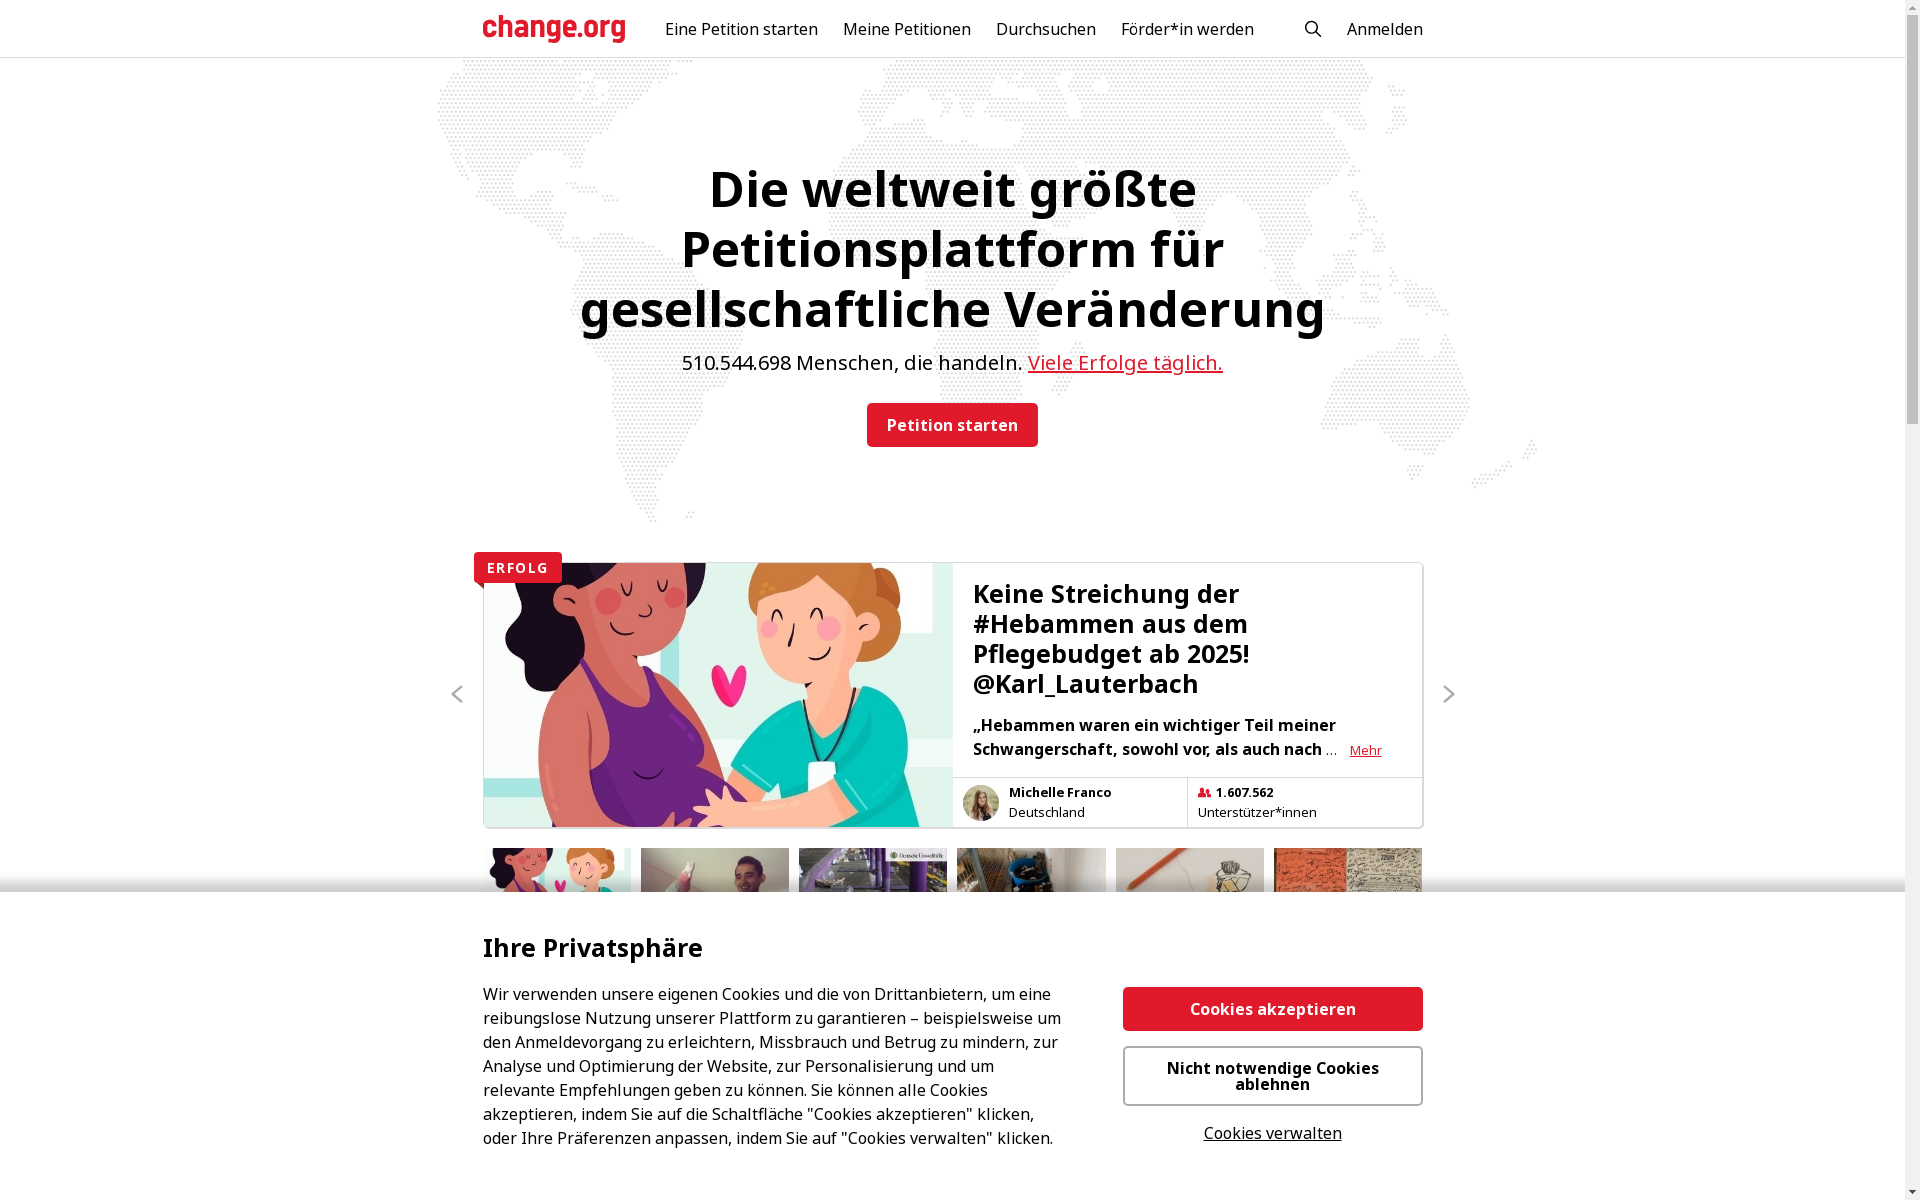 change.org
Eine Petition starten
Meine Petitionen
Durchsuchen
Förder*in werden
Anmelden
Die weltweit größte
Petitionsplattform für
gesellschaftliche Veränderung
510.544.698 Menschen, die handeln. Viele Erfolge täglich.
Petition starten
ERFOLG
Keine Streichung der
#Hebammen aus dem
Pflegebudget ab 2025!
@Karl_Lauterbach
„Hebammen waren ein wichtiger Teil meiner
Schwangerschaft, sowohl vor, als auch nach ... Mehr
Michelle Franco
Deutschland
1.607.562
Unterstützer*innen
Deutsche Umwelthilfe
Ihre Privatsphäre
Wir verwenden unsere eigenen Cookies und die von Drittanbietern, um eine
reibungslose Nutzung unserer Plattform zu garantieren – beispielsweise um
den Anmeldevorgang zu erleichtern, Missbrauch und Betrug zu mindern, zur
Analyse und Optimierung der Website, zur Personalisierung und um
relevante Empfehlungen geben zu können. Sie können alle Cookies
akzeptieren, indem Sie auf die Schaltfläche "Cookies akzeptieren" klicken,
oder Ihre Präferenzen anpassen, indem Sie auf "Cookies verwalten" klicken.
Cookies akzeptieren
Nicht notwendige Cookies
ablehnen
Cookies verwalten